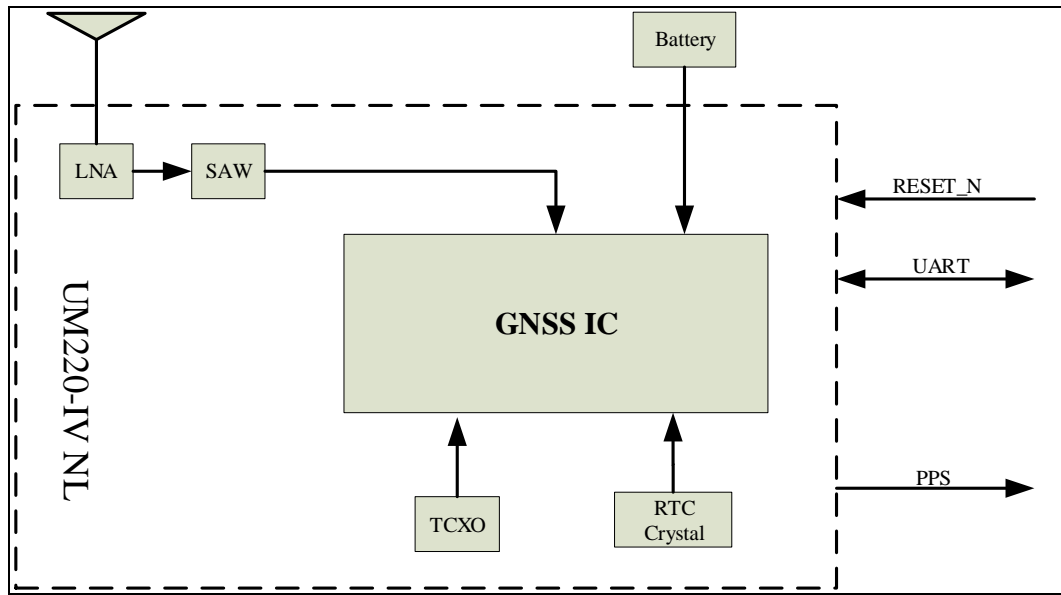 Battery
LNA
SAW
RESET_N
UART
GNSS IC
UM220-IV NL
PPS
TCXO
RTC
Crystal